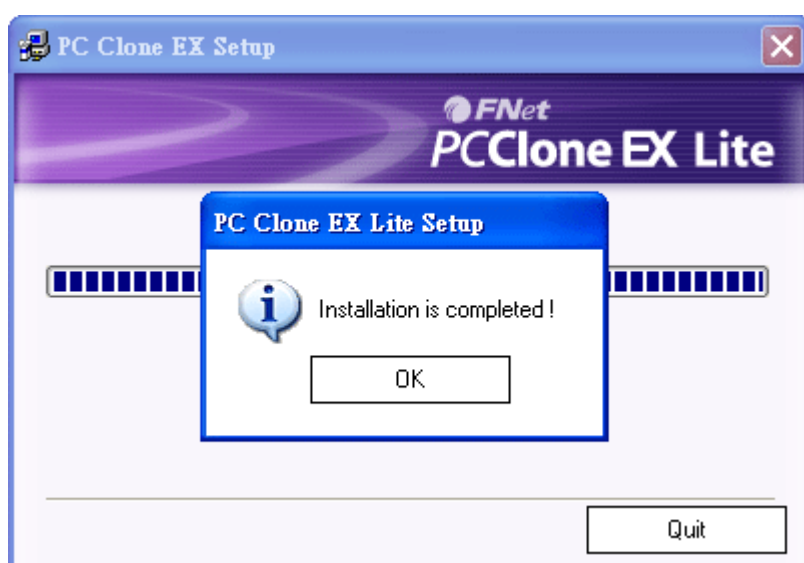 PC Clone EX Setup
FNet
PCClone EX Lite
PC Clone EX Lite Setup
Installation is completed !
OK
Quit